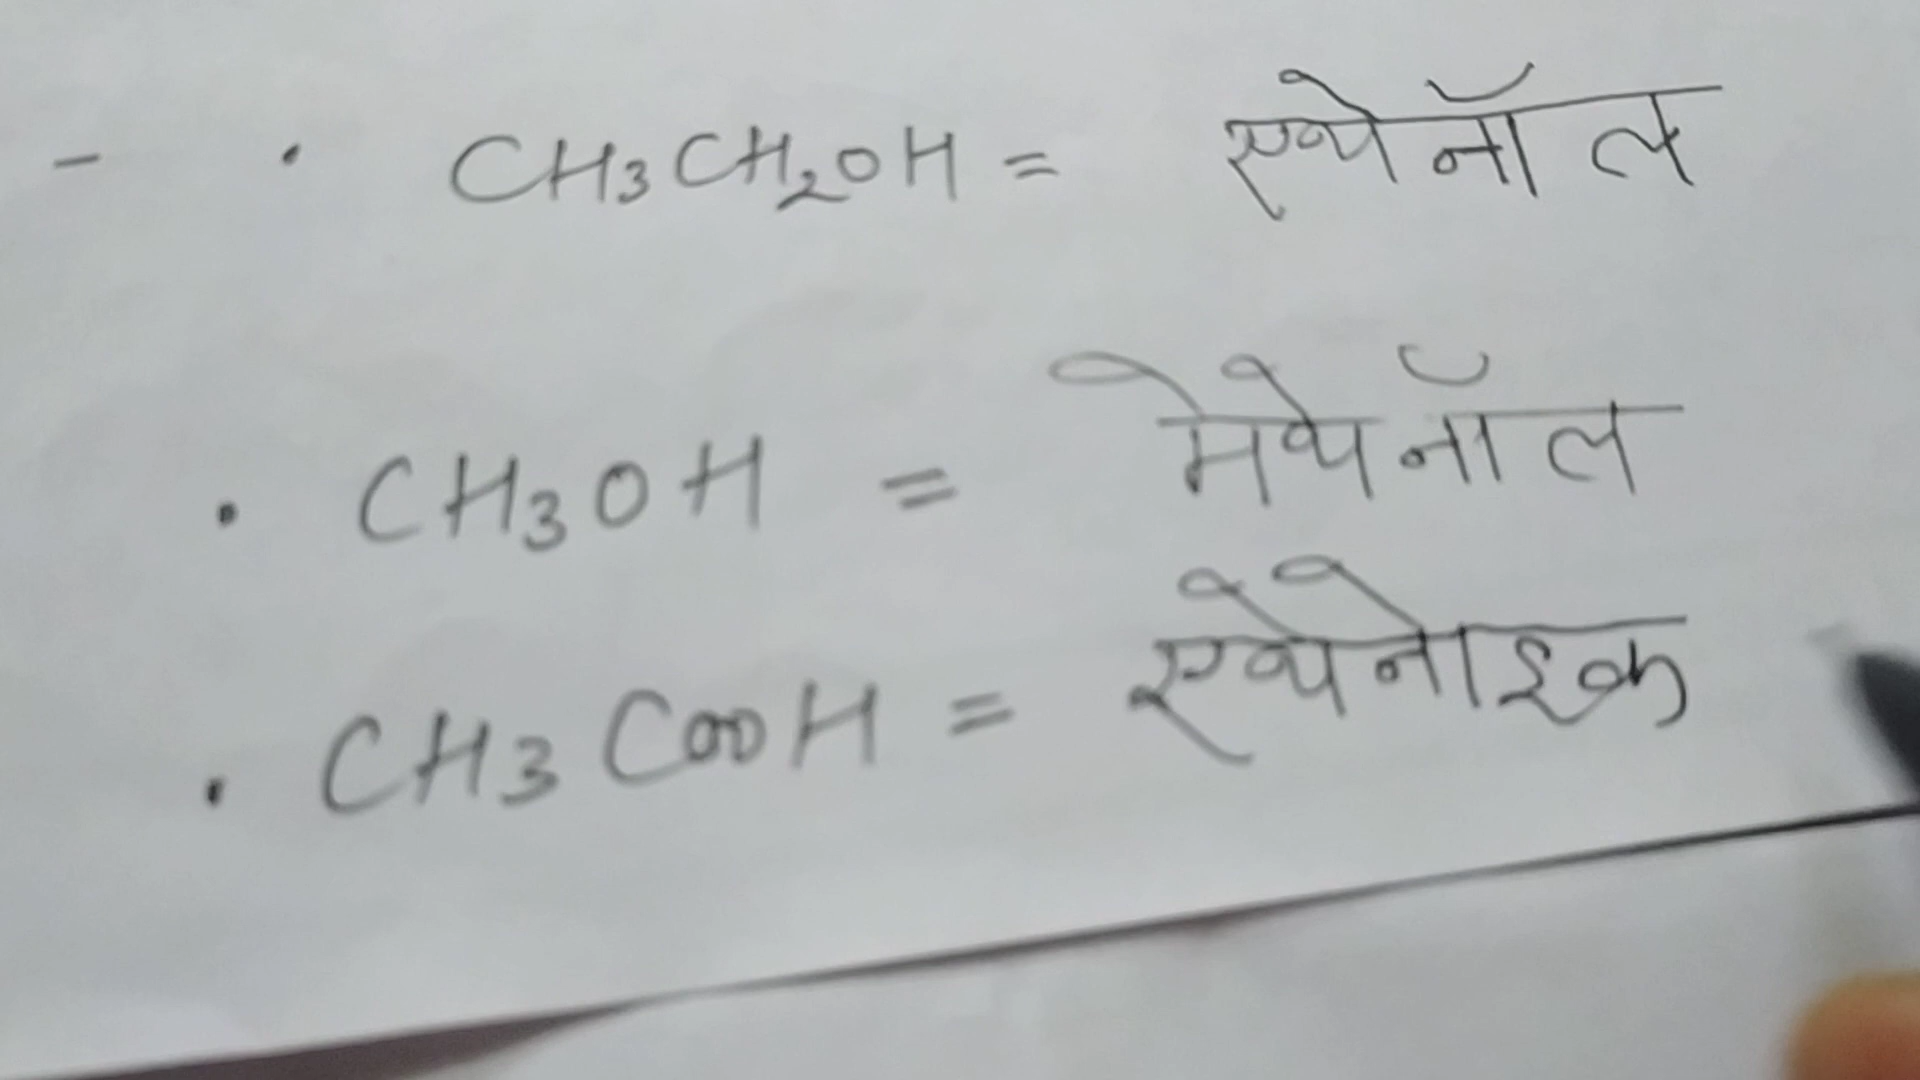 - • CH₃CH₂OH = एथेनॉल
• CH₃OH = मेथेनॉल
• CH₃COOH = एथेनोइक